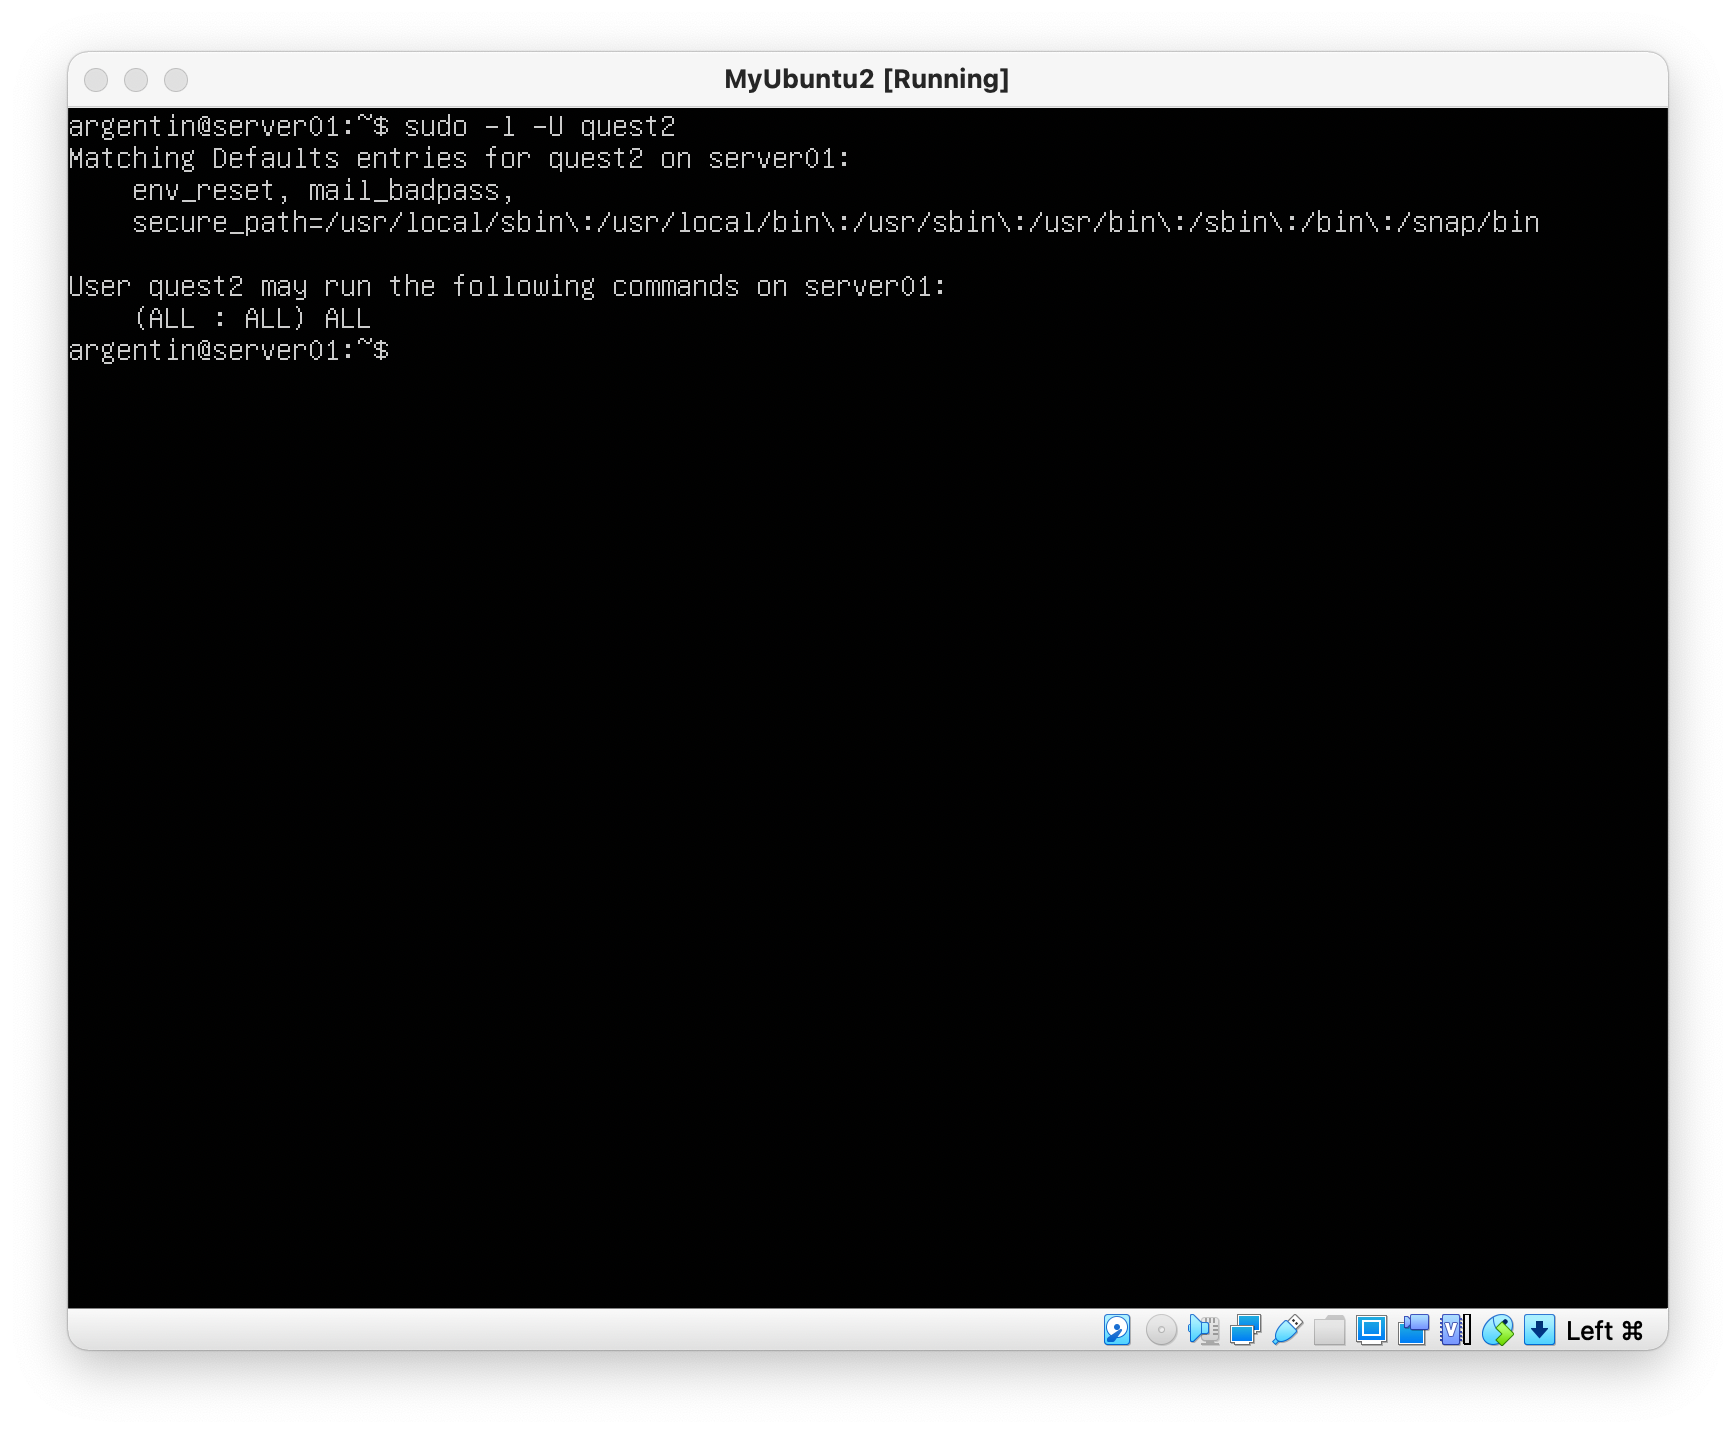 MyUbuntu2 [Running]
argentin@server01:~$ sudo -l -U quest2
Matching Defaults entries for quest2 on server01:
    env_reset, mail_badpass,
    secure_path=/usr/local/sbin\:/usr/local/bin\:/usr/sbin\:/usr/bin\:/sbin\:/bin\:/snap/bin

User quest2 may run the following commands on server01:
    (ALL : ALL) ALL
argentin@server01:~$
Left ⌘